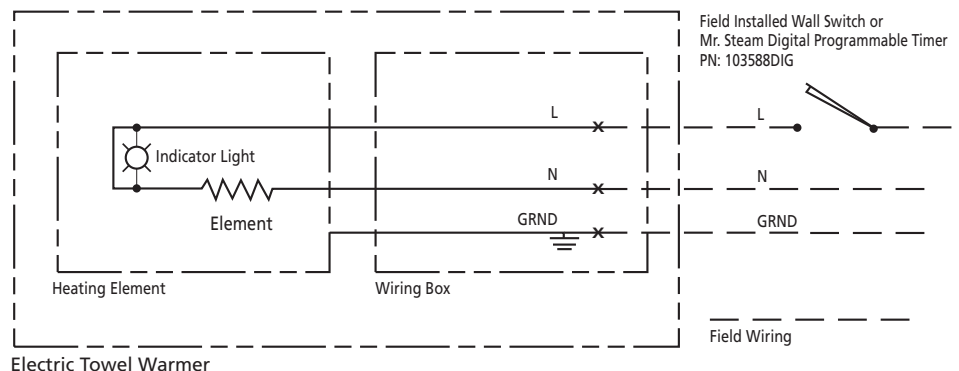 Field Installed Wall Switch or
Mr. Steam Digital Programmable Timer
PN: 103588DIG
L
L
Indicator Light
N
N
Element
GRND
GRND
Heating Element
Wiring Box
Field Wiring
Electric Towel Warmer